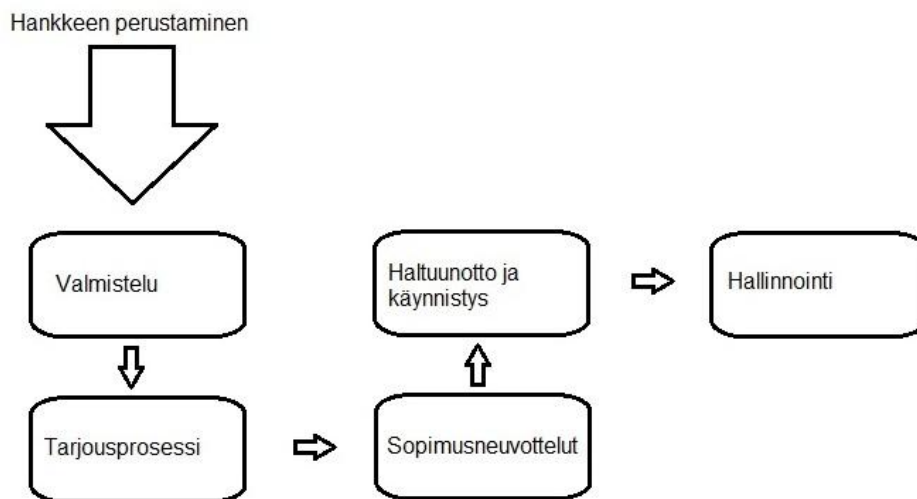 Hankkeen perustaminen
Valmistelu
Tarjousprosessi
Sopimusneuvottelut
Haltuunotto ja
käynnistys
Hallinnointi